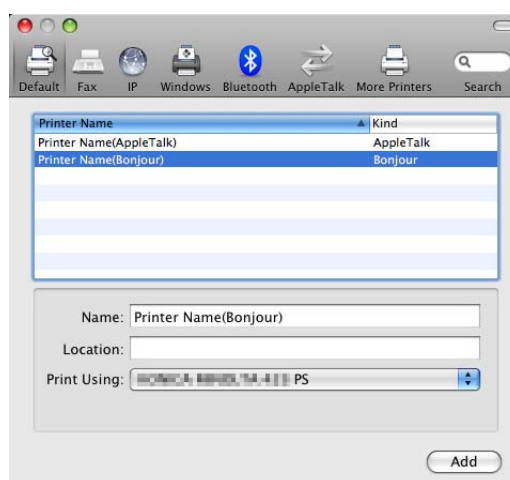 Default Fax IP Windows Bluetooth AppleTalk More Printers Search
Printer Name Kind
Printer Name(AppleTalk) AppleTalk
Printer Name(Bonjour) Bonjour
Name: Printer Name(Bonjour)
Location:
Print Using: PS
Add